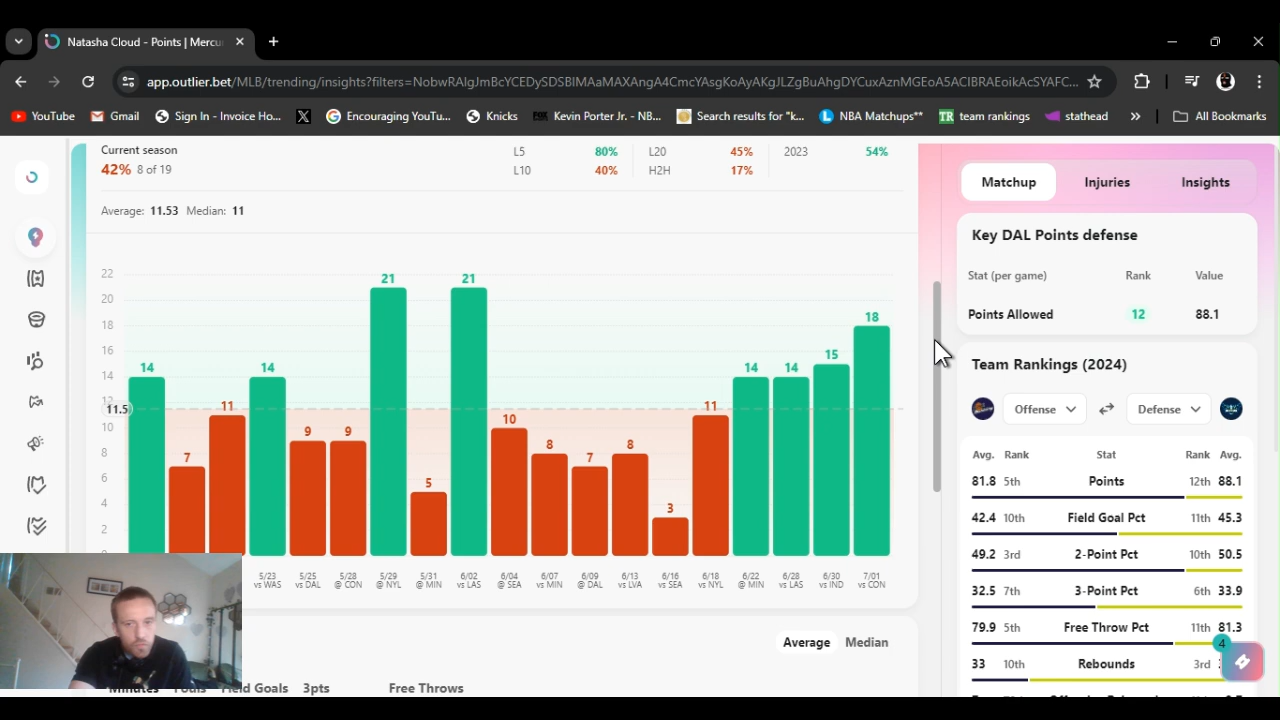 Natasha Cloud - Points | Mercu
app.outlier.bet/MLB/trending/insights?filters=
YouTube Gmail Sign In - Invoice Ho... Encouraging YouTu... Knicks Kevin Porter Jr. - NB... Search results for "k... NBA Matchups** TR team rankings stathead » All Bookmarks
Current season
42% 8 of 19
L5 80% L20 45% 2023 54%
L10 40% H2H 17%
Average: 11.53 Median: 11
Matchup Injuries Insights
Key DAL Points defense
Stat (per game) Rank Value
Points Allowed 12 88.1
Team Rankings (2024)
Offense Defense
Avg. Rank Stat Rank Avg.
81.8 5th Points 12th 88.1
42.4 10th Field Goal Pct 11th 45.3
49.2 3rd 2-Point Pct 10th 50.5
32.5 7th 3-Point Pct 6th 33.9
79.9 5th Free Throw Pct 11th 81.3
4
33 10th Rebounds 3rd
22
20
18
16
14
12
10
8
6
4
2
11.5
14 7 11 14 9 9 21 5 21 10 8 7 8 3 11 14 14 15 18
5/23 5/25 5/28 5/29 5/31 6/02 6/04 6/07 6/09 6/13 6/16 6/18 6/22 6/28 6/30 7/01
vs WAS vs DAL @ CON @ NYL @ MIN vs LAS @ SEA vs MIN @ DAL vs LVA vs SEA vs NYL @ MIN vs LAS vs IND vs CON
Average Median
Minutes Fouls Field Goals 3pts Free Throws